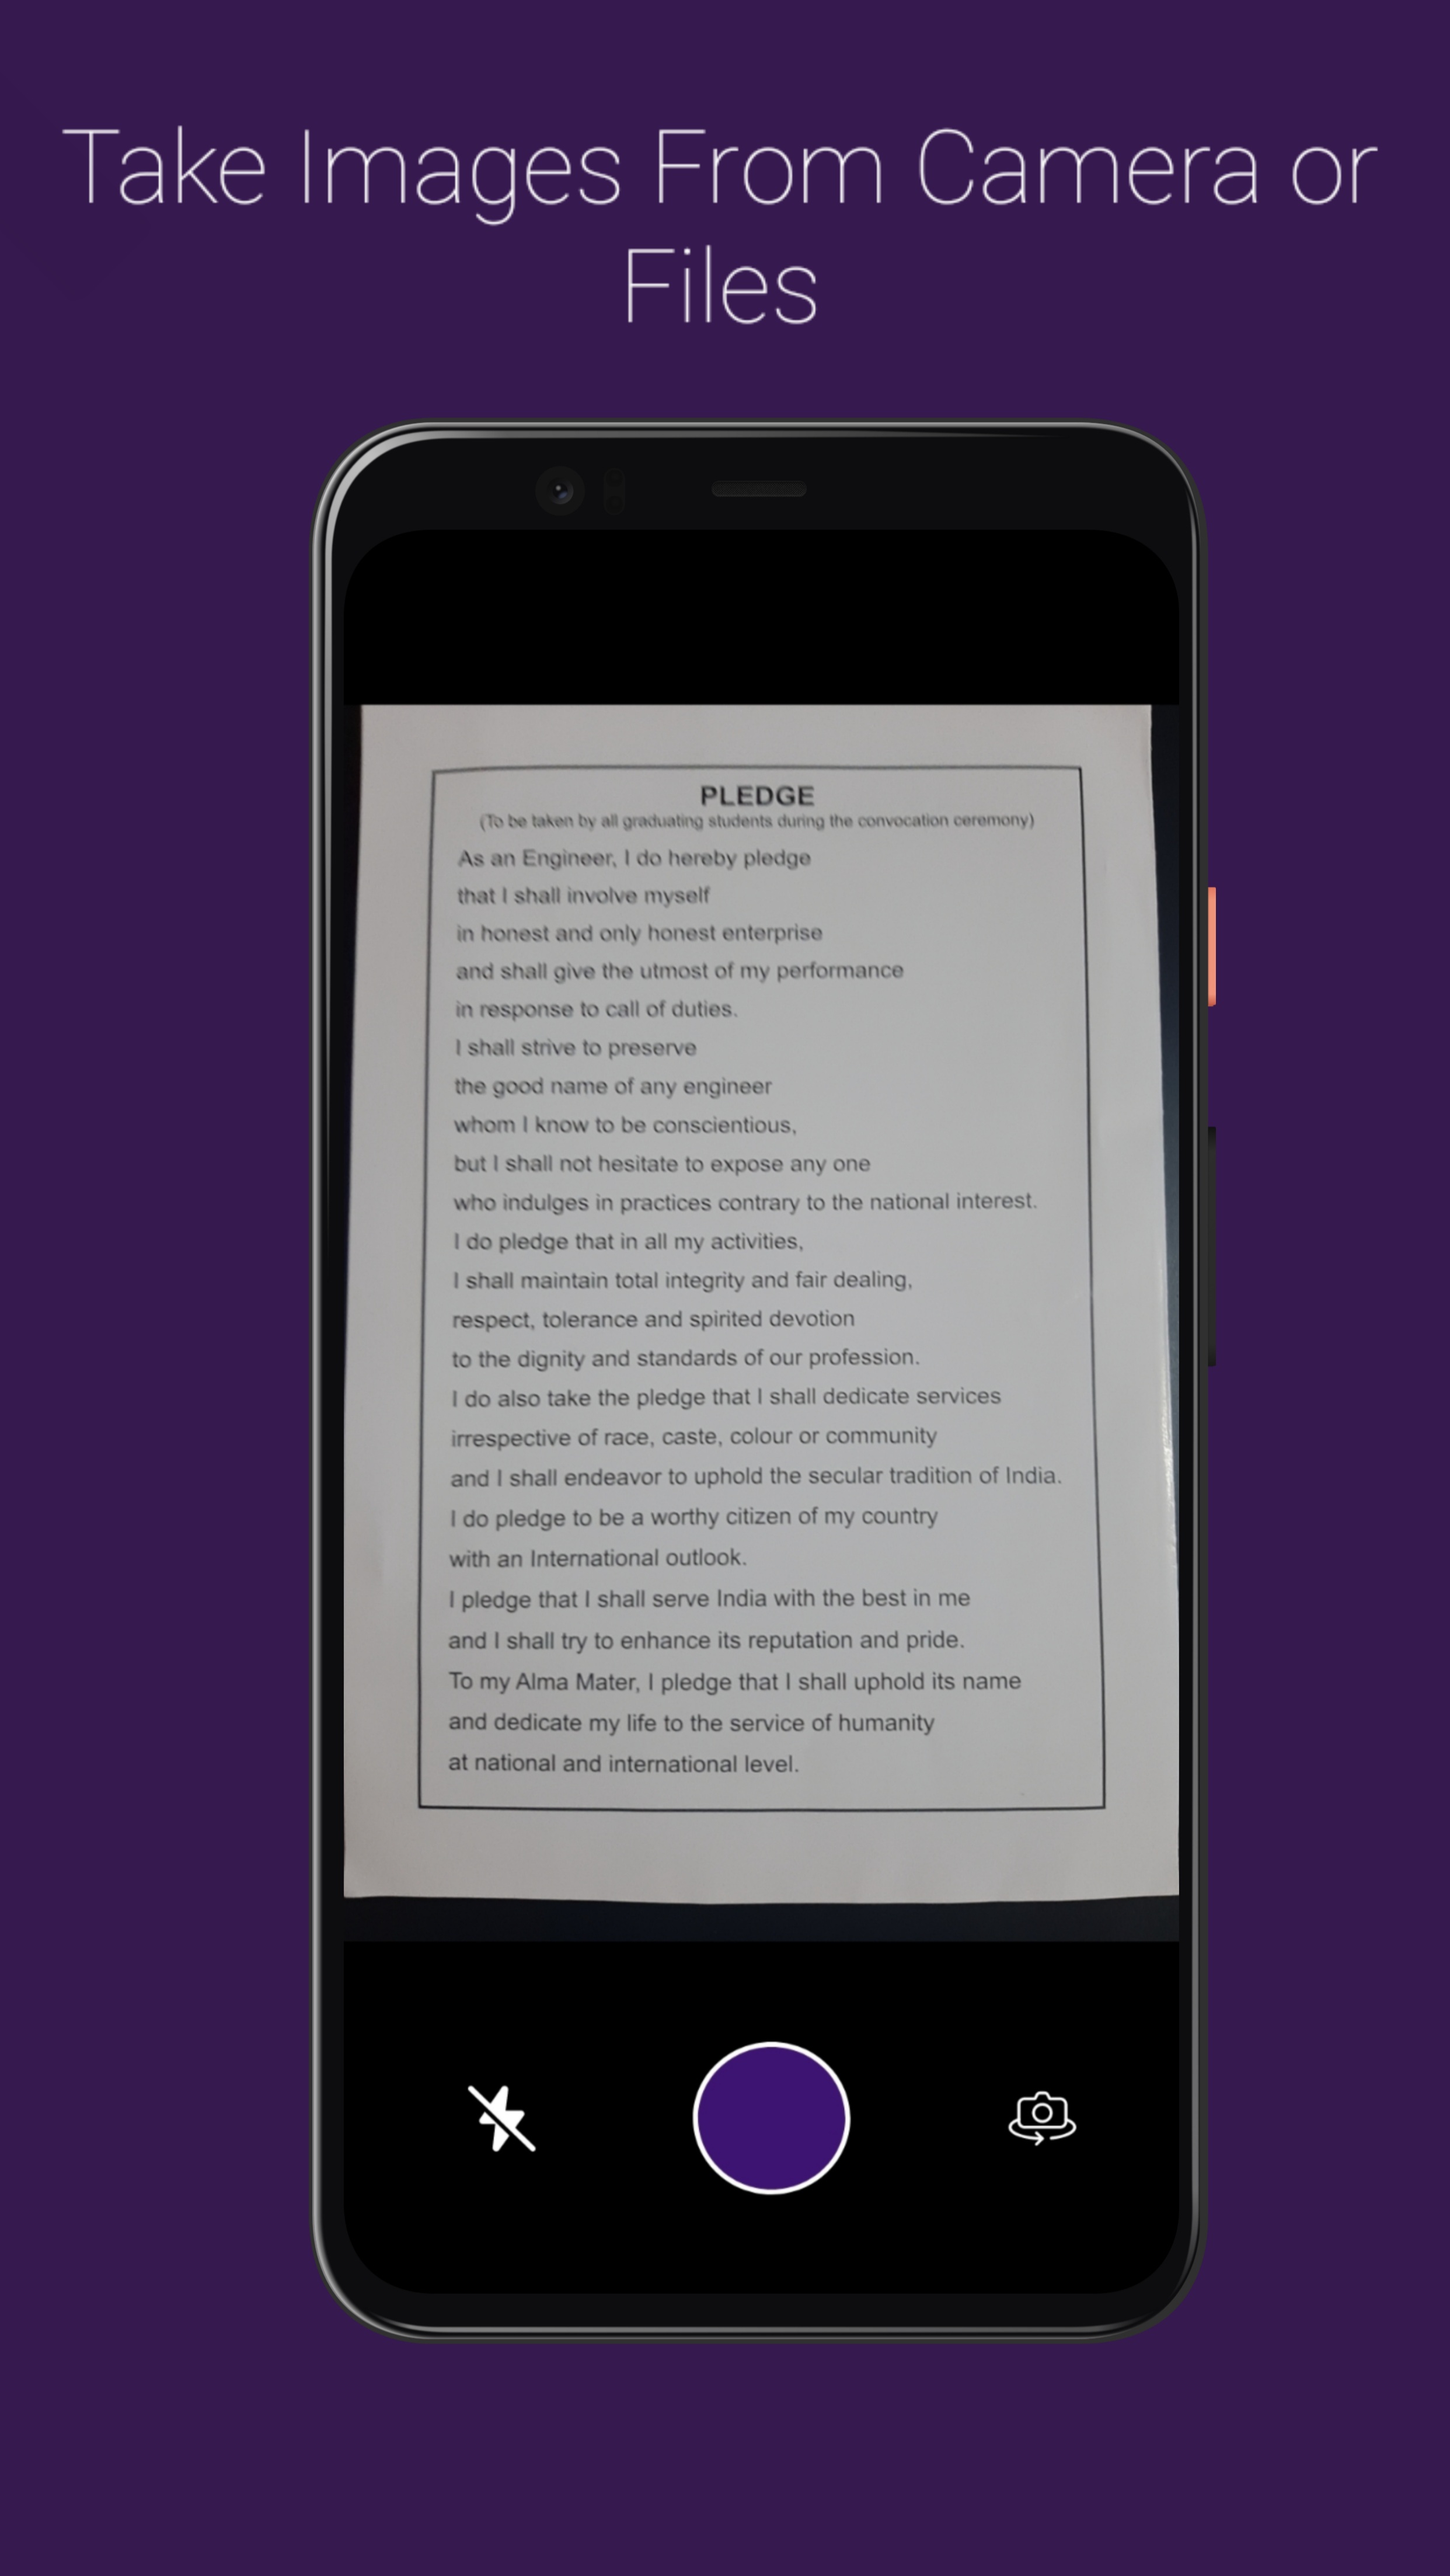 Take Images From Camera or
Files
PLEDGE
(To be taken by all graduating students during the convocation ceremony)
As an Engineer, I do hereby pledge
that I shall involve myself
in honest and only honest enterprise
and shall give the utmost of my performance
in response to call of duties.
I shall strive to preserve
the good name of any engineer
whom I know to be conscientious,
but I shall not hesitate to expose any one
who indulges in practices contrary to the national interest.
I do pledge that in all my activities,
I shall maintain total integrity and fair dealing,
respect, tolerance and spirited devotion
to the dignity and standards of our profession.
I do also take the pledge that I shall dedicate services
irrespective of race, caste, colour or community
and I shall endeavor to uphold the secular tradition of India.
I do pledge to be a worthy citizen of my country
with an International outlook.
I pledge that I shall serve India with the best in me
and I shall try to enhance its reputation and pride.
To my Alma Mater, I pledge that I shall uphold its name
and dedicate my life to the service of humanity
at national and international level.